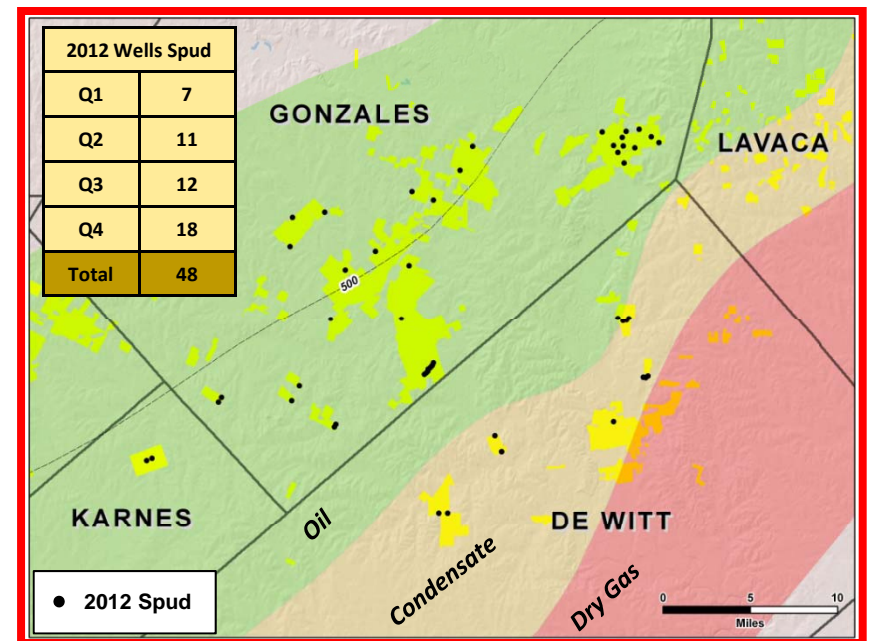 2012 Wells Spud
Q1 7
Q2 11
Q3 12
Q4 18
Total 48
GONZALES
LAVACA
500
KARNES
DE WITT
Oil
Condensate
Dry Gas
2012 Spud
0 5 10
Miles